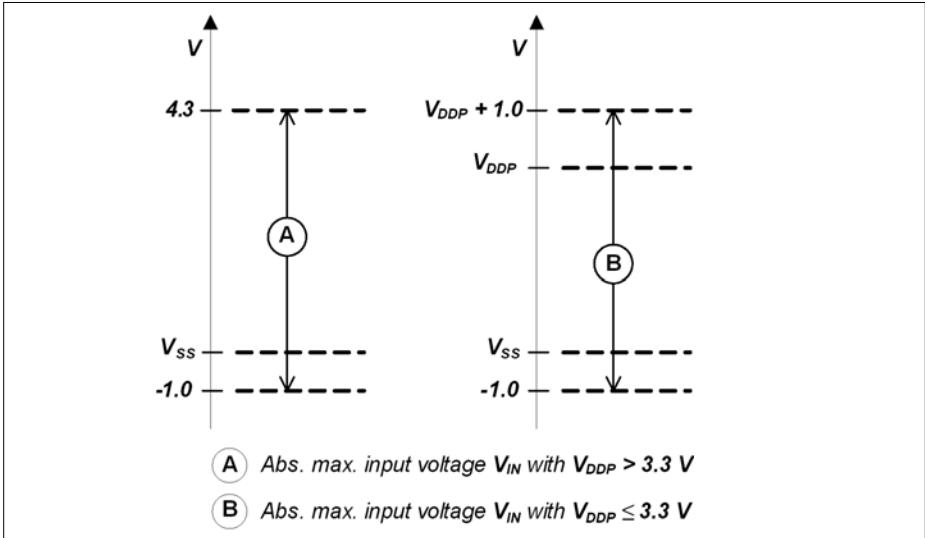 V
4.3
V_SS
-1.0
A
V
V_DDP + 1.0
V_DDP
V_SS
-1.0
B
A Abs. max. input voltage V_IN with V_DDP > 3.3 V
B Abs. max. input voltage V_IN with V_DDP ≤ 3.3 V